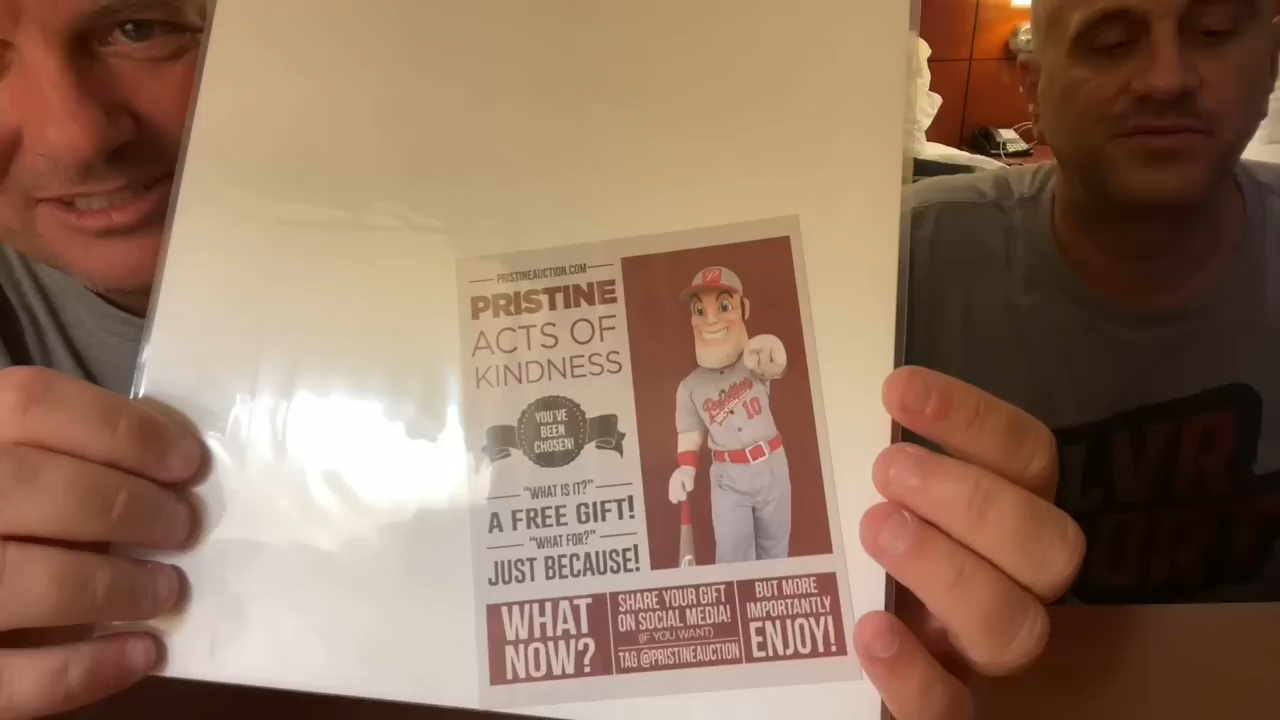 PRISTINEAUCTION.COM
PRISTINE
ACTS OF
KINDNESS
YOU'VE
BEEN
CHOSEN!
"WHAT IS IT?"
A FREE GIFT!
"WHAT FOR?"
JUST BECAUSE!
P
10
WHAT
NOW?
SHARE YOUR GIFT
ON SOCIAL MEDIA!
(IF YOU WANT)
TAG @PRISTINEAUCTION
BUT MORE
IMPORTANTLY
ENJOY!